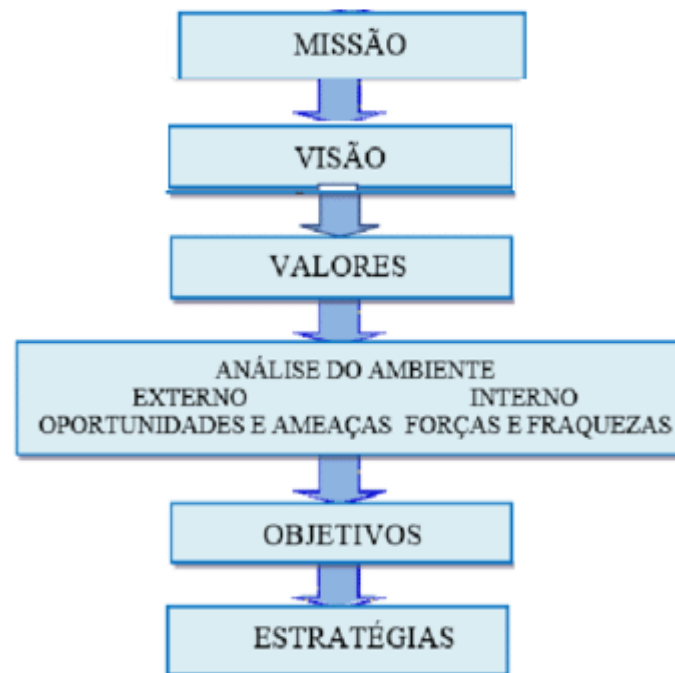 MISSÃO
VISÃO
VALORES
ANÁLISE DO AMBIENTE
EXTERNO INTERNO
OPORTUNIDADES E AMEAÇAS FORÇAS E FRAQUEZAS
OBJETIVOS
ESTRATÉGIAS